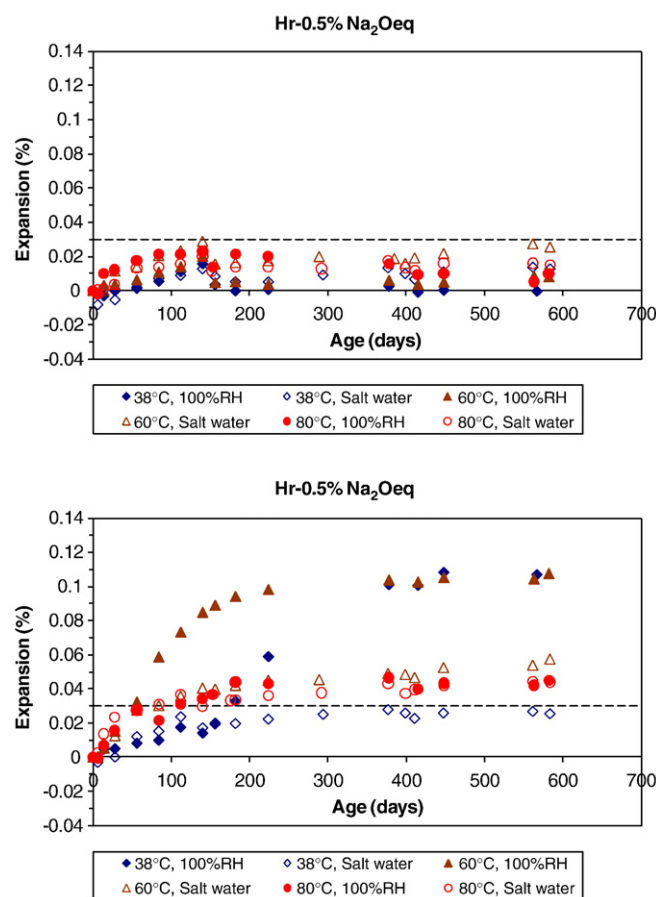 Hr-0.5% Na₂Oeq
0.14
0.12
0.1
0.08
0.06
0.04
0.02
0
-0.02
-0.04
Expansion (%)
0 100 200 300 400 500 600 700
Age (days)
38°C, 100%RH 38°C, Salt water 60°C, 100%RH
60°C, Salt water 80°C, 100%RH 80°C, Salt water
Hr-0.5% Na₂Oeq
0.14
0.12
0.1
0.08
0.06
0.04
0.02
0
-0.02
-0.04
Expansion (%)
0 100 200 300 400 500 600 700
Age (days)
38°C, 100%RH 38°C, Salt water 60°C, 100%RH
60°C, Salt water 80°C, 100%RH 80°C, Salt water